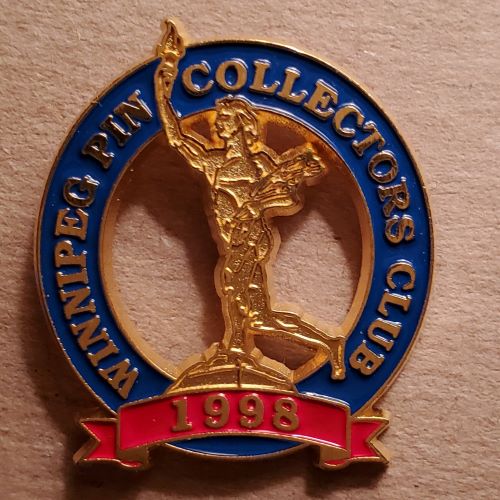 WINNIPEG PIN COLLECTORS CLUB
1998